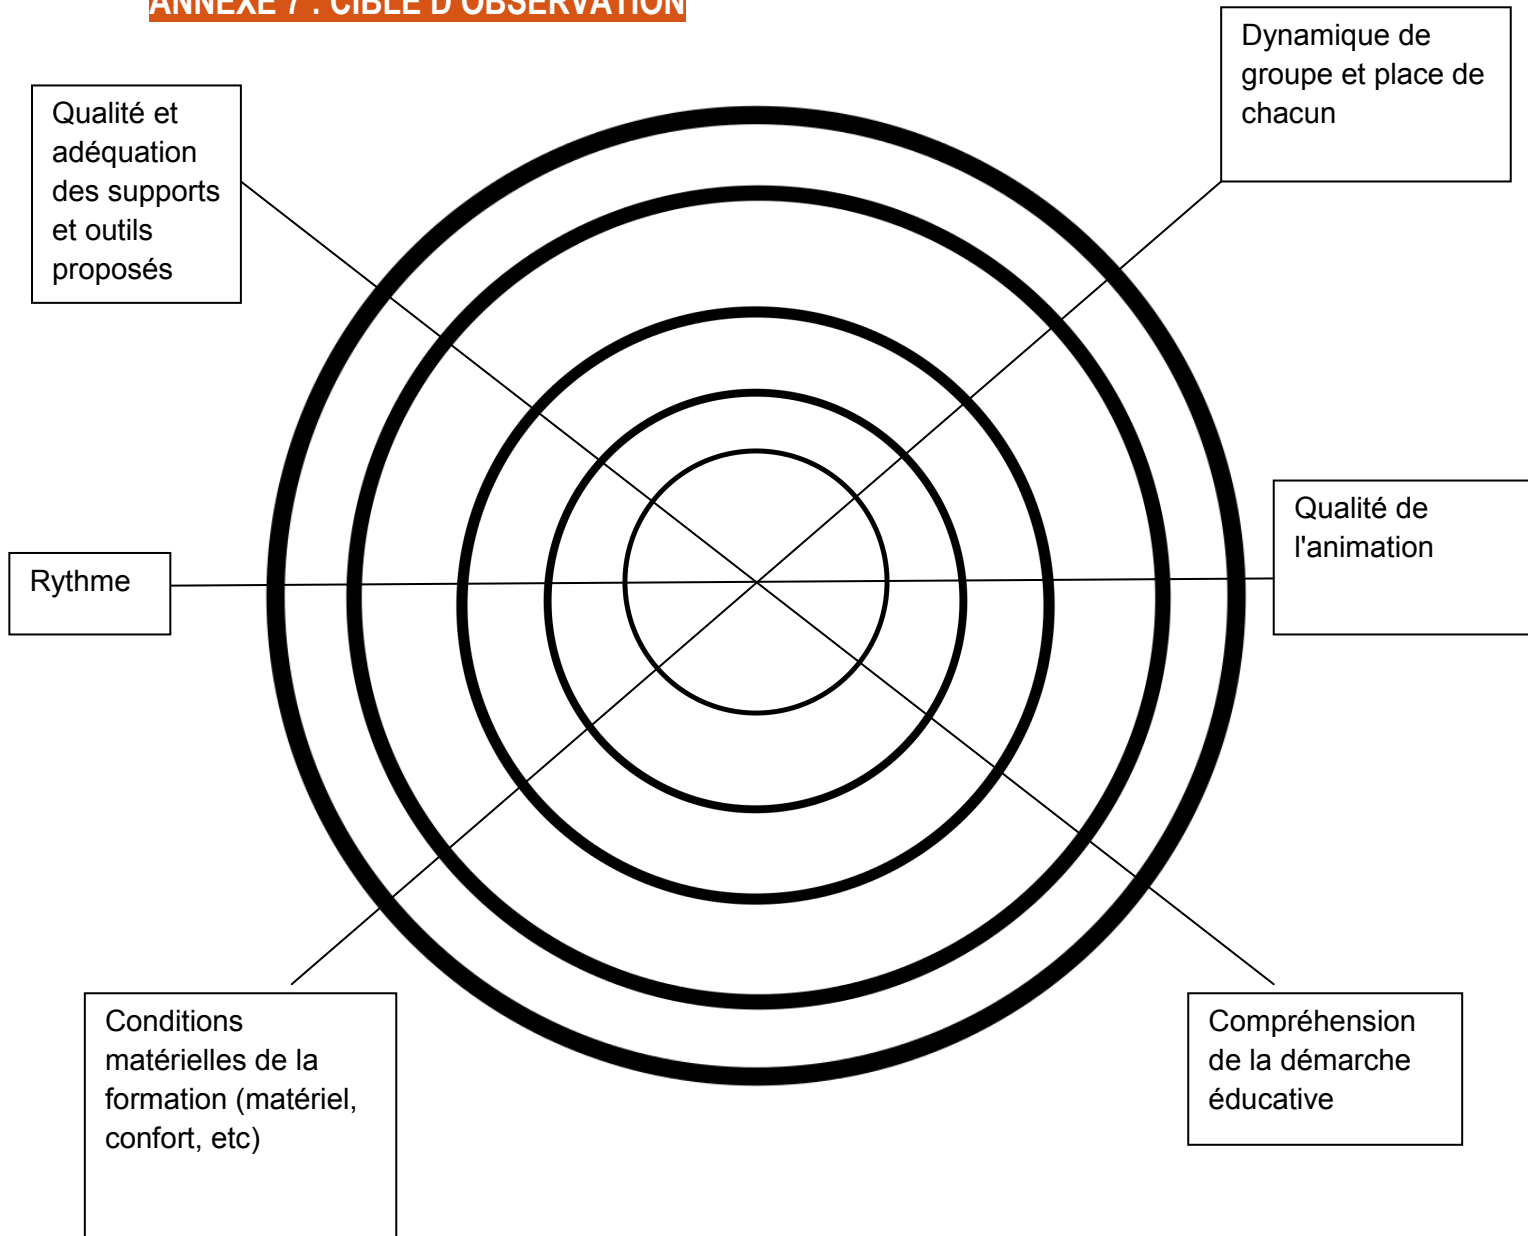 ANNEXE 7 : CIBLE D'OBSERVATION
Dynamique de
groupe et place de
chacun
Qualité et
adéquation
des supports
et outils
proposés
Qualité de
l'animation
Rythme
Conditions
matérielles de la
formation (matériel,
confort, etc)
Compréhension
de la démarche
éducative